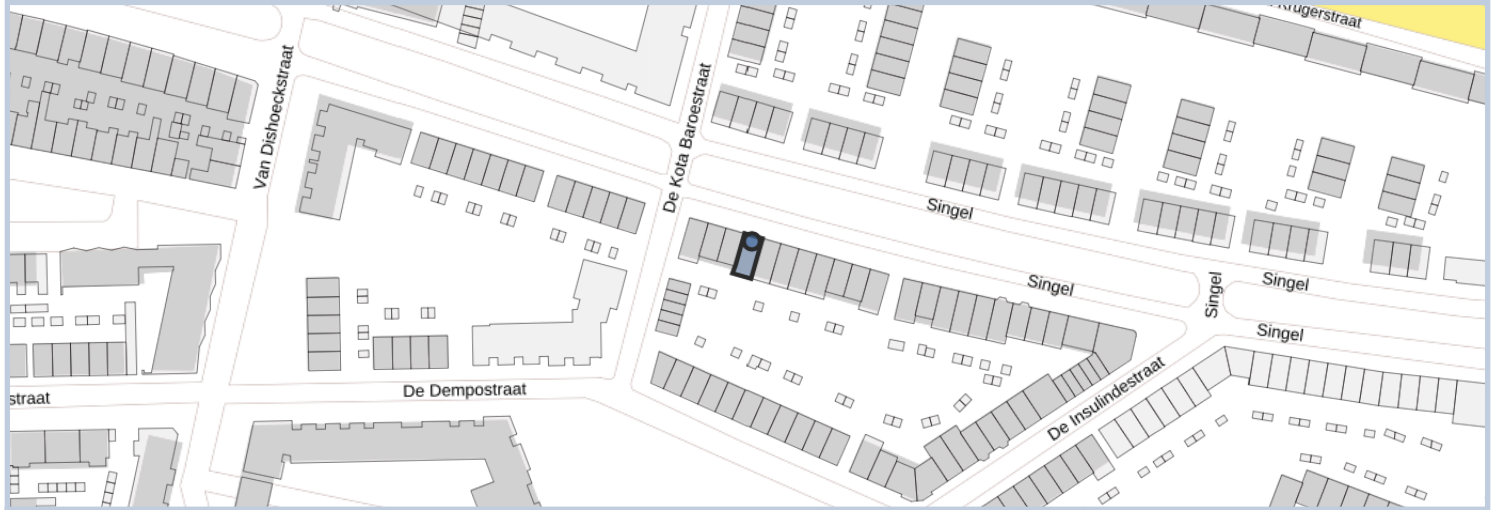 Krugerstraat
Van Dishoeckstraat
De Kota Baroestraat
Singel
Singel
Singel
Singel
Singel
De Insulindestraat
De Dempostraat
straat